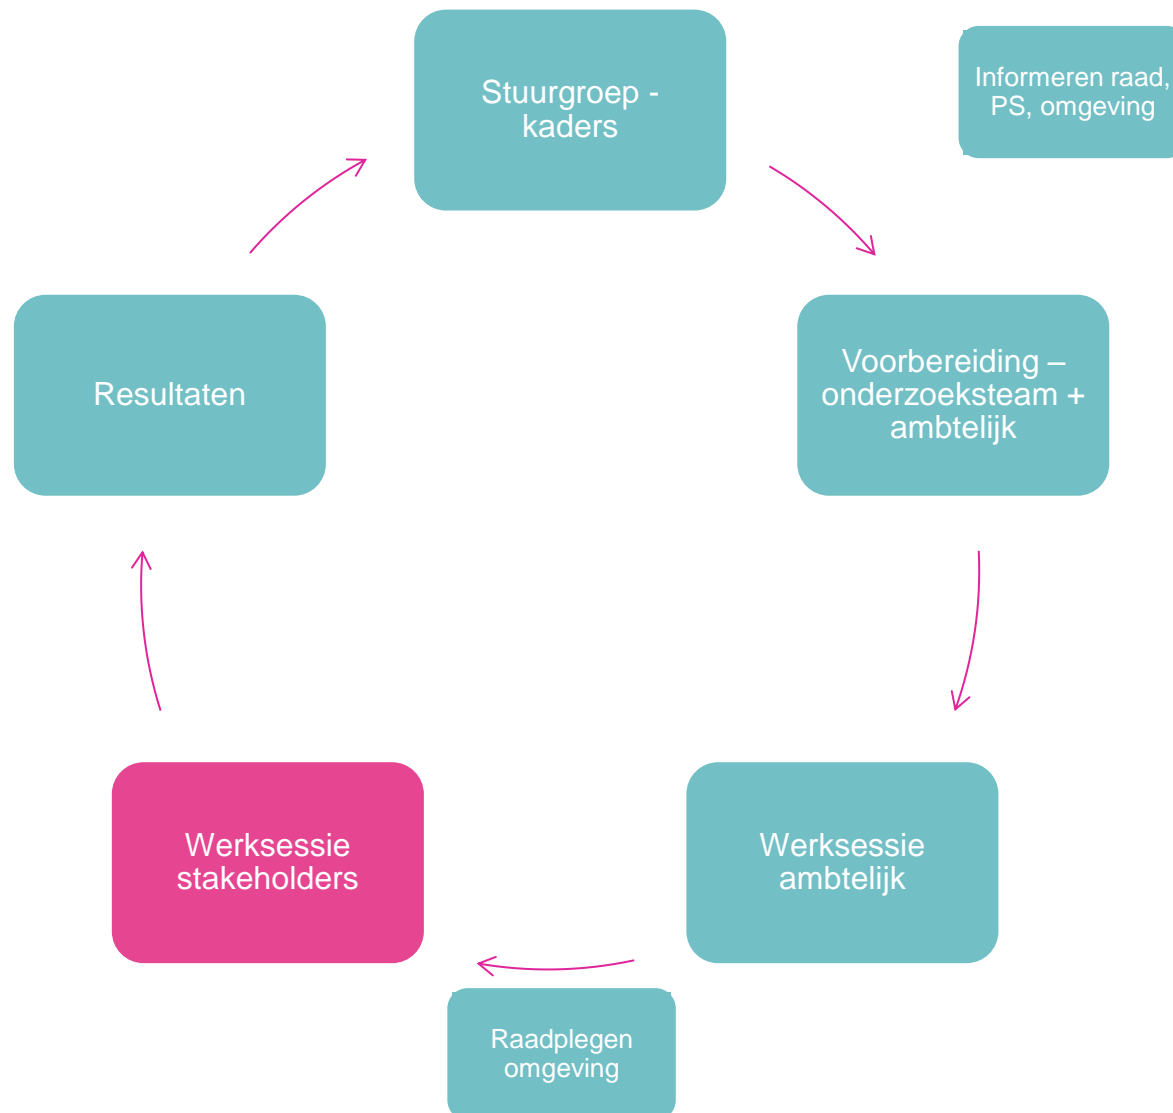 Stuurgroep -
kaders
Informeren raad,
PS, omgeving
Voorbereiding –
onderzoeksteam +
ambtelijk
Werksessie
ambtelijk
Raadplegen
omgeving
Werksessie
stakeholders
Resultaten